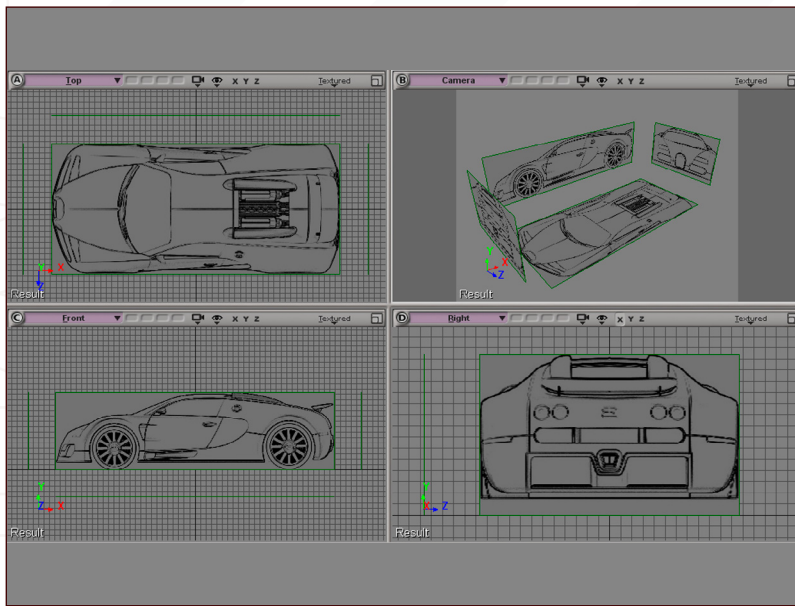 A Top X Y Z Textured
B Camera X Y Z Textured
Y X
Z
Result
Y
X
Z
Result
C Front X Y Z Textured
D Right X Y Z Textured
Y
Z X
Result
Y
X Z
Result